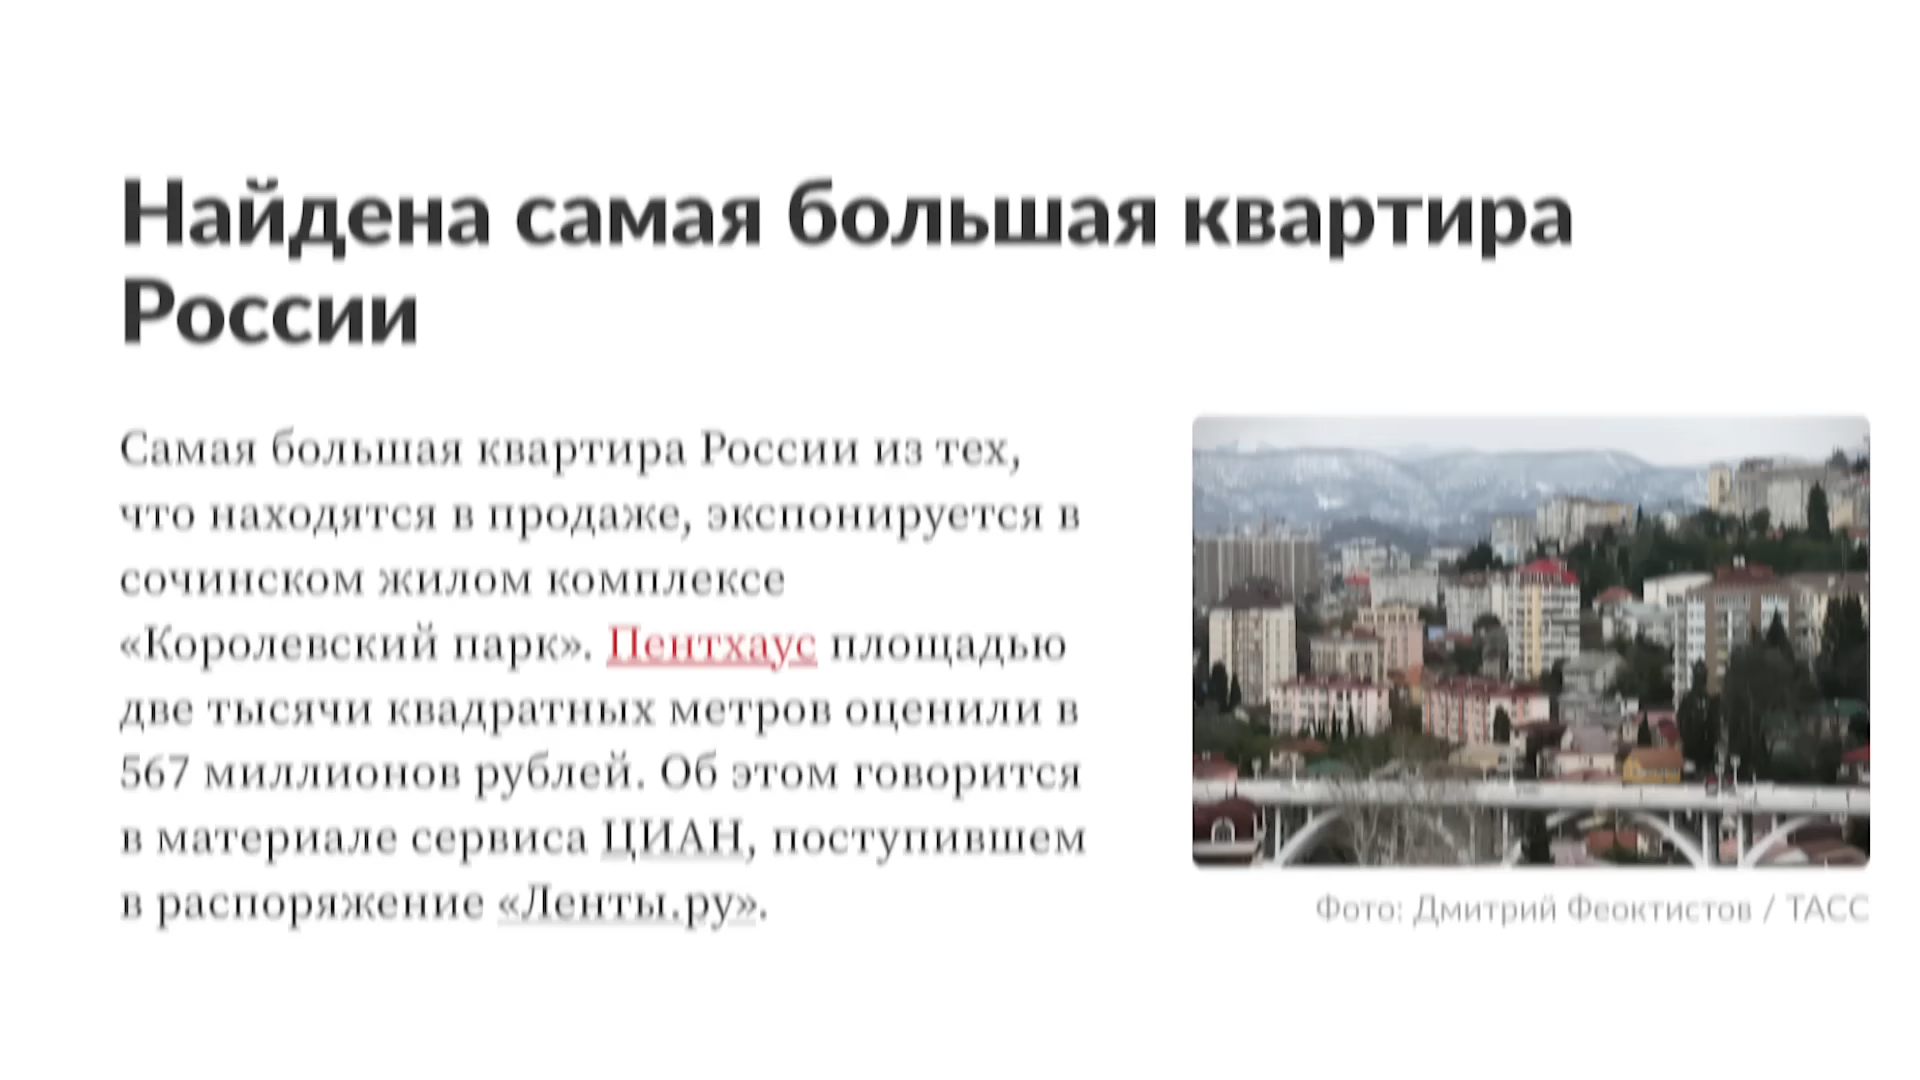 Найдена самая большая квартира
России
Самая большая квартира России из тех,
что находятся в продаже, экспонируется в
сочинском жилом комплексе
«Королевский парк». Пентхаус площадью
две тысячи квадратных метров оценили в
567 миллионов рублей. Об этом говорится
в материале сервиса ЦИАН, поступившем
в распоряжение «Ленты.ру».
Фото: Дмитрий Феоктистов / ТАСС